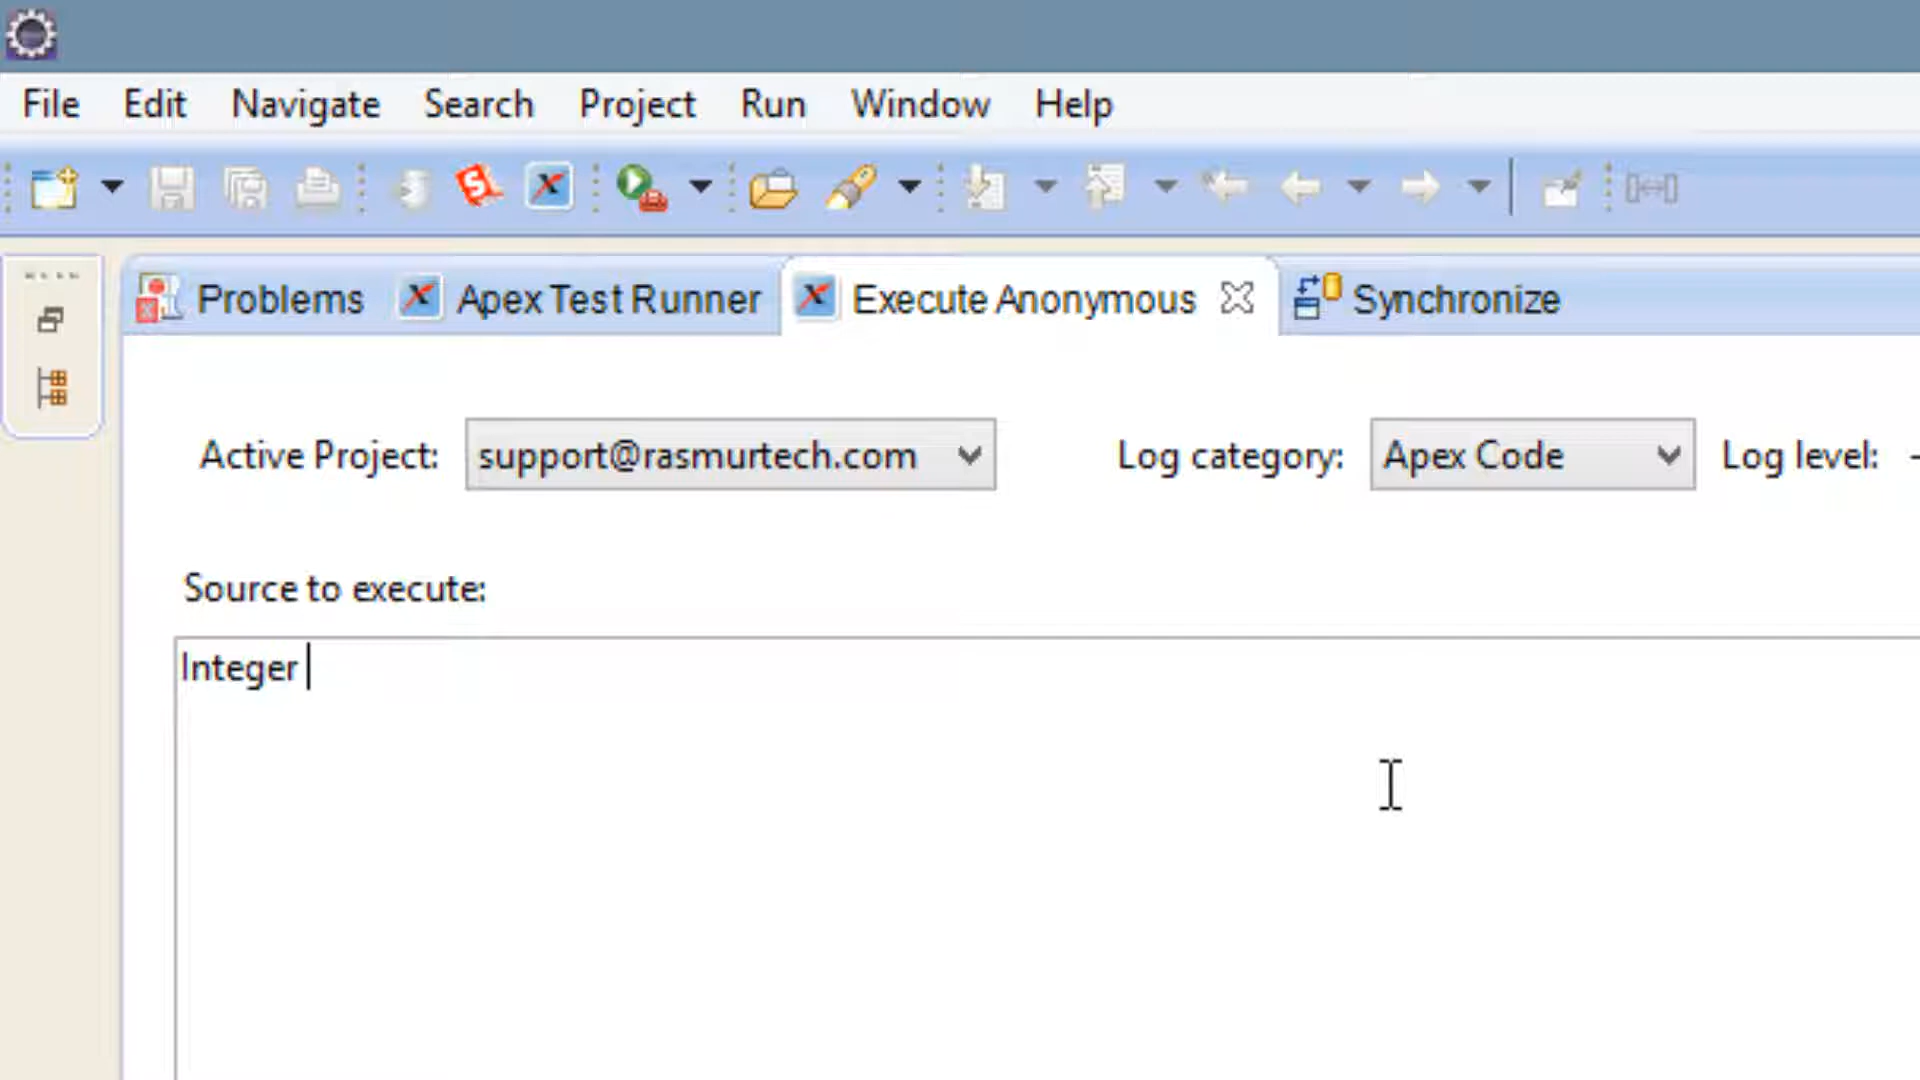 File Edit Navigate Search Project Run Window Help
Problems Apex Test Runner Execute Anonymous Synchronize
Active Project: support@rasmurtech.com Log category: Apex Code Log level:
Source to execute:
Integer